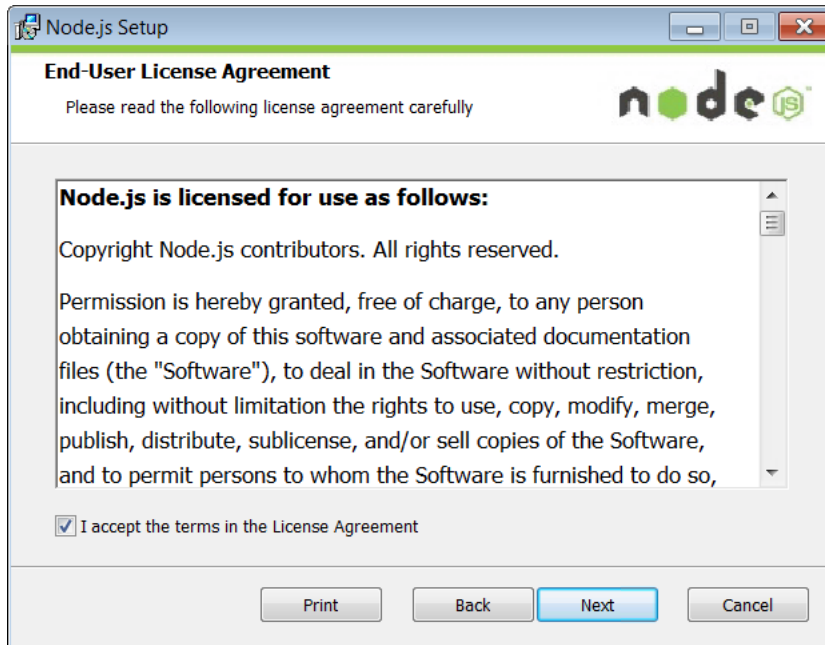 Node.js Setup
End-User License Agreement
Please read the following license agreement carefully
node JS
Node.js is licensed for use as follows:
Copyright Node.js contributors. All rights reserved.
Permission is hereby granted, free of charge, to any person
obtaining a copy of this software and associated documentation
files (the "Software"), to deal in the Software without restriction,
including without limitation the rights to use, copy, modify, merge,
publish, distribute, sublicense, and/or sell copies of the Software,
and to permit persons to whom the Software is furnished to do so,
I accept the terms in the License Agreement
Print Back Next Cancel